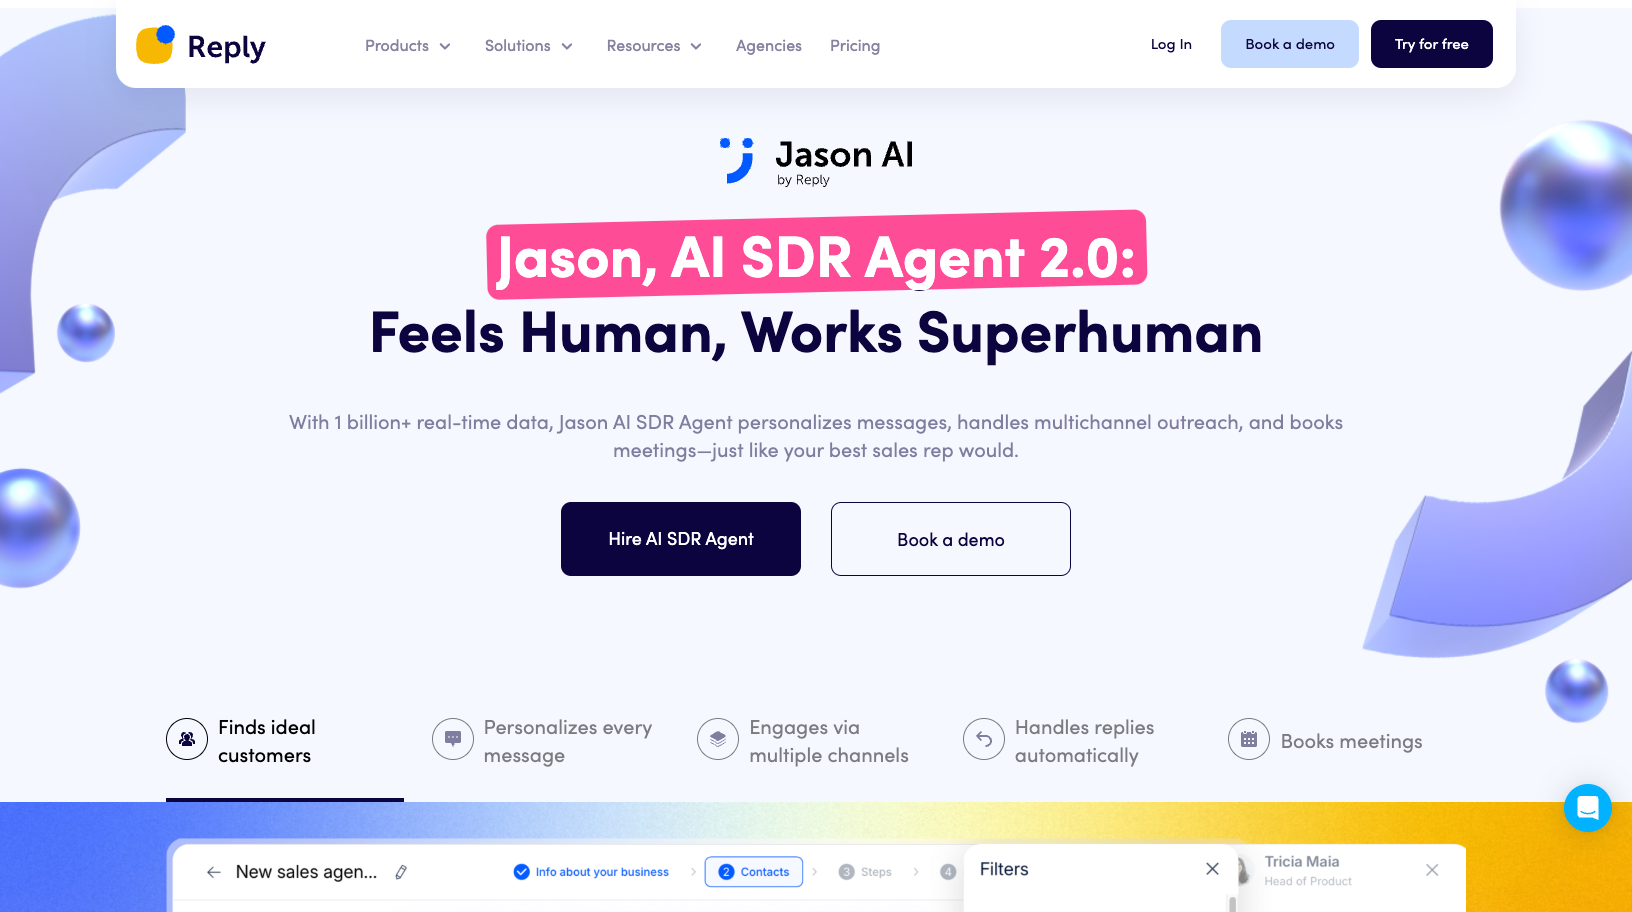 Reply
Products
Solutions
Resources
Agencies
Pricing
Log In
Book a demo
Try for free
Jason AI
by Reply
Jason, AI SDR Agent 2.0:
Feels Human, Works Superhuman
With 1 billion+ real-time data, Jason AI SDR Agent personalizes messages, handles multichannel outreach, and books
meetings—just like your best sales rep would.
Hire AI SDR Agent
Book a demo
Finds ideal
customers
Personalizes every
message
Engages via
multiple channels
Handles replies
automatically
Books meetings
New sales agen...
Info about your business
2 Contacts
3 Steps
4
Filters
Tricia Maia
Head of Product